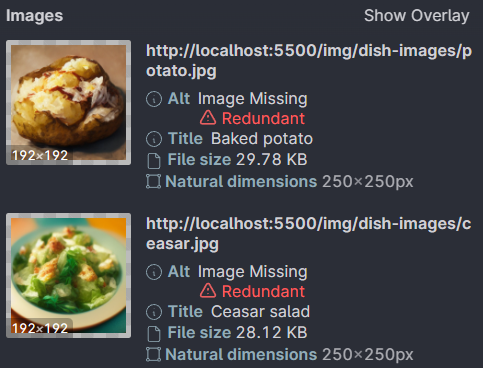 Images
Show Overlay
http://localhost:5500/img/dish-images/p
otato.jpg
Alt Image Missing
Redundant
Title Baked potato
File size 29.78 KB
Natural dimensions 250×250px
192×192
http://localhost:5500/img/dish-images/c
easar.jpg
Alt Image Missing
Redundant
Title Ceasar salad
File size 28.12 KB
Natural dimensions 250×250px
192×192